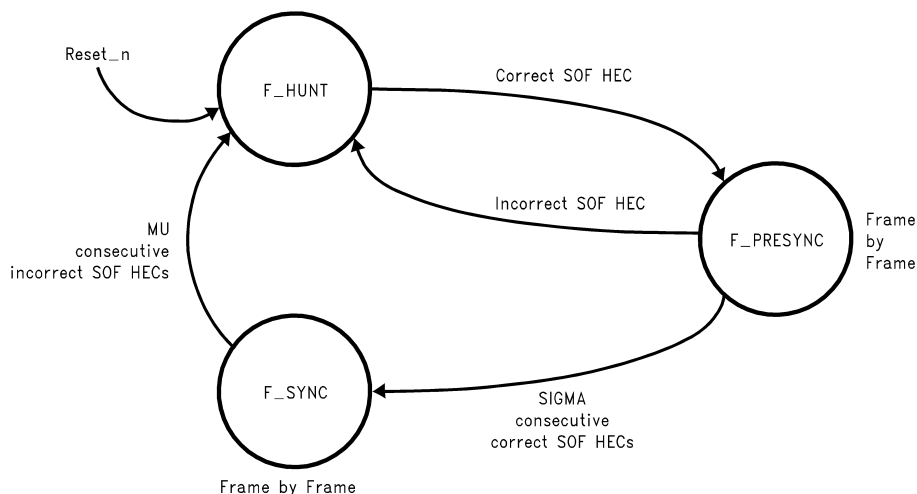 Reset_n
F_HUNT
Correct SOF HEC
Incorrect SOF HEC
F_PRESYNC
Frame
by
Frame
MU
consecutive
incorrect SOF HECs
F_SYNC
SIGMA
consecutive
correct SOF HECs
Frame by Frame